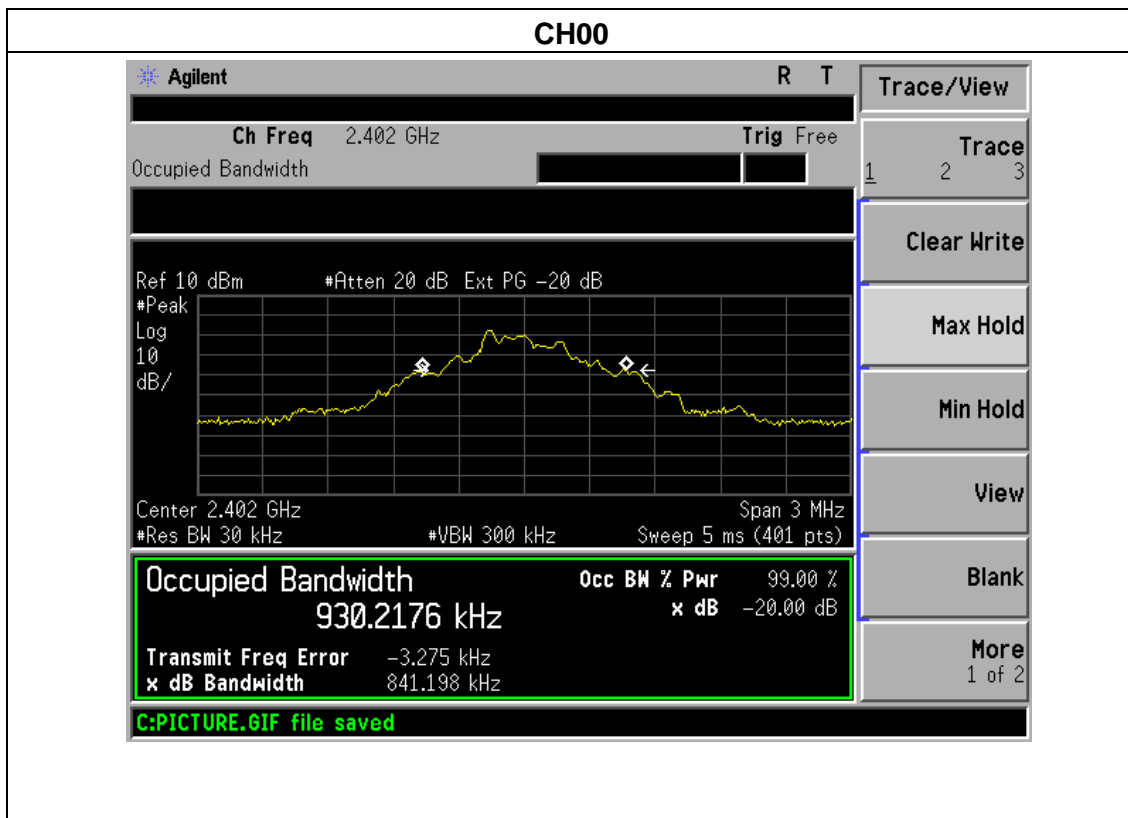 CH00
Agilent R T
Trace/View
Ch Freq 2.402 GHz Trig Free
Occupied Bandwidth
Trace
1 2 3
Clear Write
Ref 10 dBm #Atten 20 dB Ext PG −20 dB
#Peak
Log
10
dB/
Max Hold
Min Hold
View
Center 2.402 GHz Span 3 MHz
#Res BW 30 kHz #VBW 300 kHz Sweep 5 ms (401 pts)
Occupied Bandwidth Occ BW % Pwr 99.00 %
930.2176 kHz x dB −20.00 dB
Blank
Transmit Freq Error −3.275 kHz
x dB Bandwidth 841.198 kHz
More
1 of 2
C:PICTURE.GIF file saved